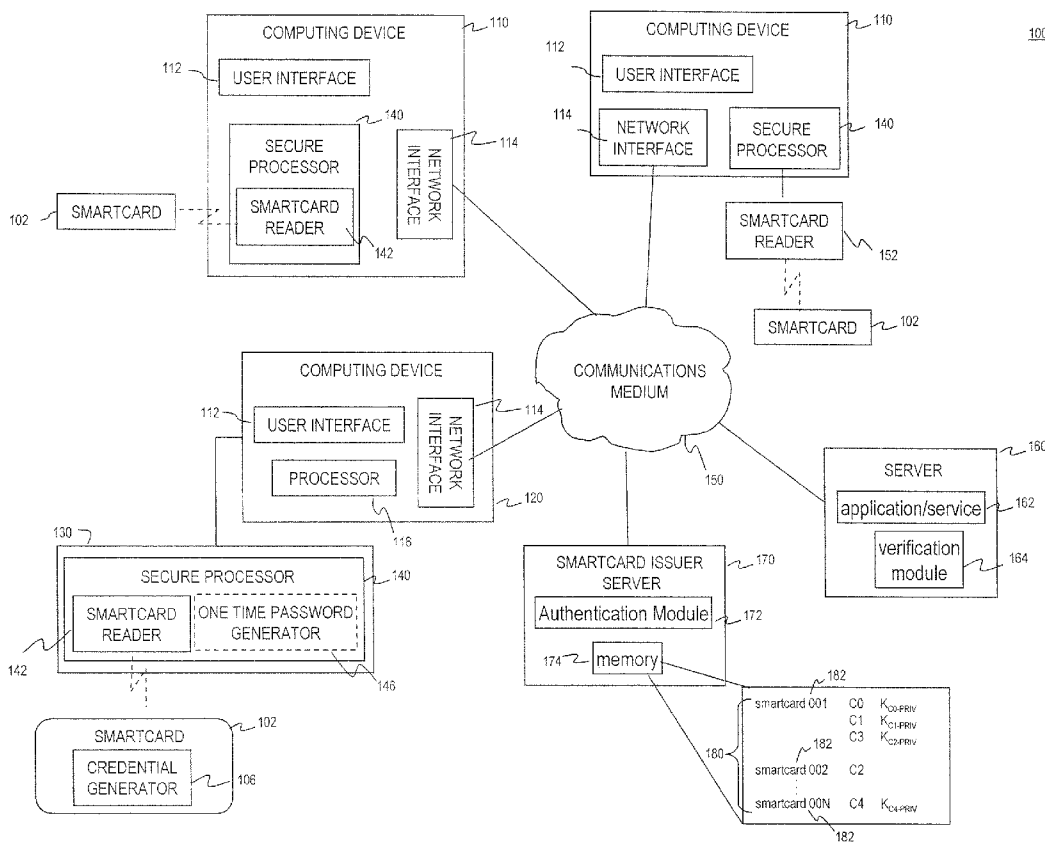 100
COMPUTING DEVICE
110
112
USER INTERFACE
140
SECURE
PROCESSOR
SMARTCARD
READER
142
NETWORK
INTERFACE
114
102
SMARTCARD
COMPUTING DEVICE
110
112
USER INTERFACE
114
NETWORK
INTERFACE
SECURE
PROCESSOR
140
SMARTCARD
READER
152
SMARTCARD
102
COMMUNICATIONS
MEDIUM
150
COMPUTING DEVICE
112
USER INTERFACE
NETWORK
INTERFACE
114
PROCESSOR
116
120
130
SECURE PROCESSOR
140
SMARTCARD
READER
ONE TIME PASSWORD
GENERATOR
142
146
102
SMARTCARD
CREDENTIAL
GENERATOR
106
SMARTCARD ISSUER
SERVER
170
Authentication Module
172
174
memory
SERVER
160
application/service
162
verification
module
164
182
180
smartcard 001 C0 KC0-PRIV
C1 KC1-PRIV
C3 KC2-PRIV
182
smartcard 002 C2
smartcard 00N C4 KC4-PRIV
182